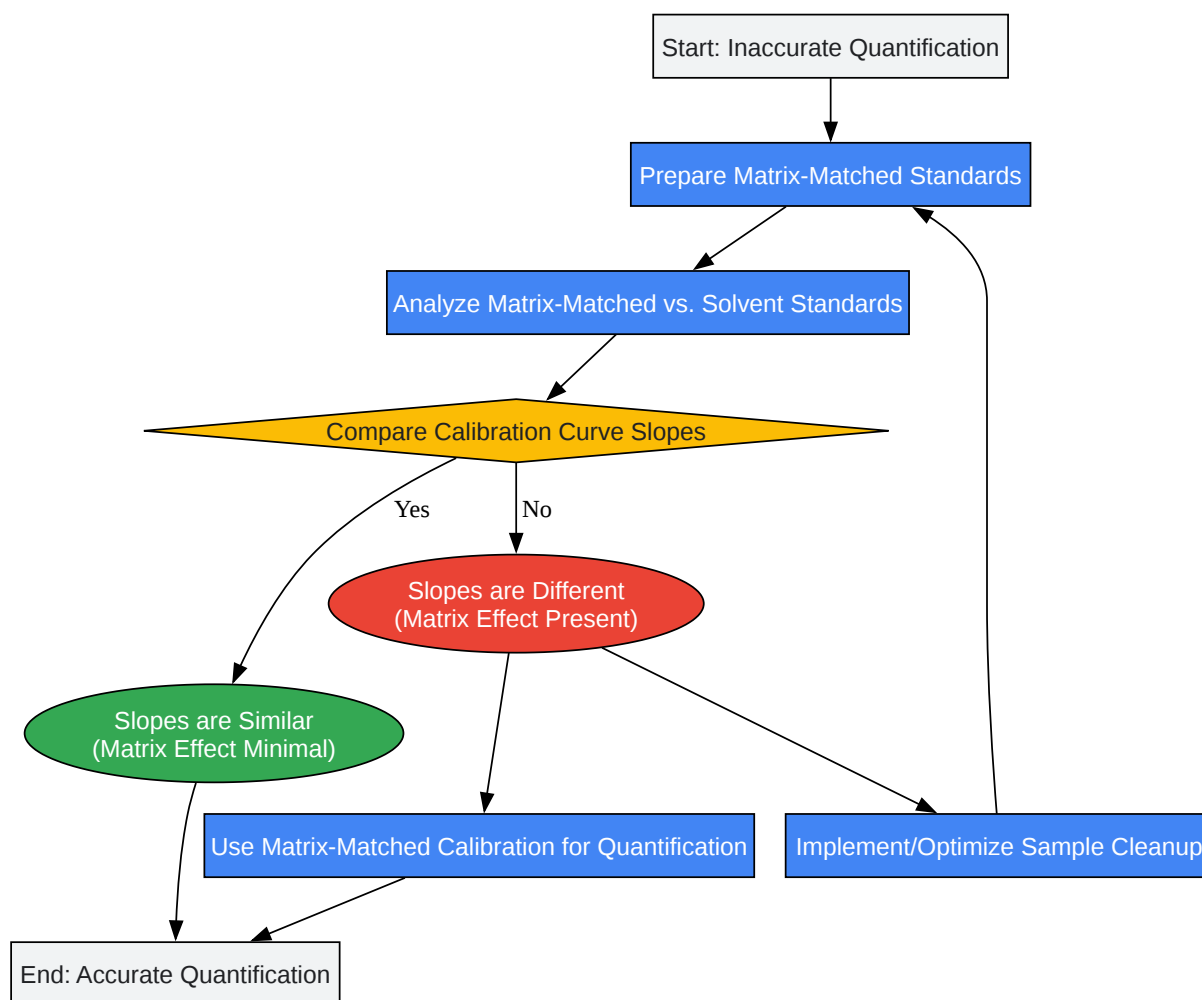 Start: Inaccurate Quantification
Prepare Matrix-Matched Standards
Analyze Matrix-Matched vs. Solvent Standards
Compare Calibration Curve Slopes
Yes
No
Slopes are Different
(Matrix Effect Present)
Slopes are Similar
(Matrix Effect Minimal)
Use Matrix-Matched Calibration for Quantification
Implement/Optimize Sample Cleanup
End: Accurate Quantification